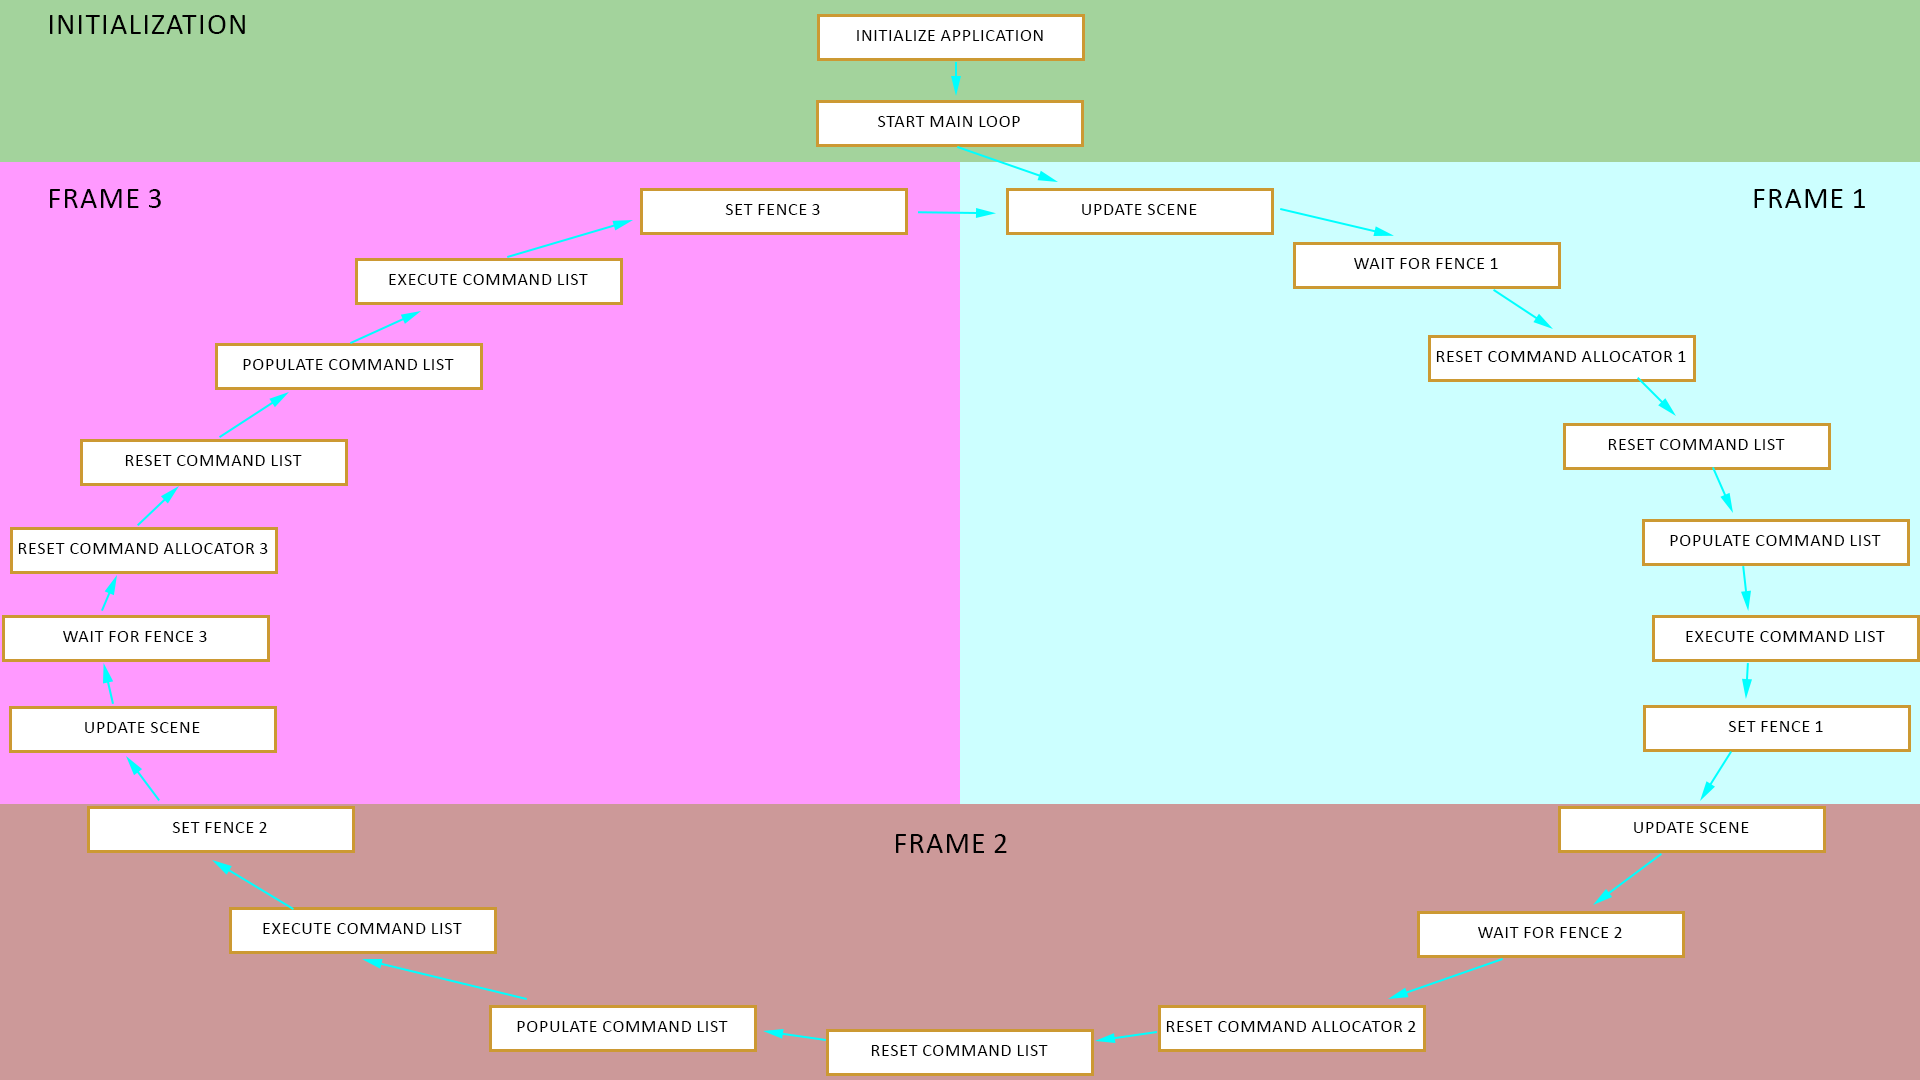 INITIALIZATION
INITIALIZE APPLICATION
START MAIN LOOP
FRAME 1
UPDATE SCENE
WAIT FOR FENCE 1
RESET COMMAND ALLOCATOR 1
RESET COMMAND LIST
POPULATE COMMAND LIST
EXECUTE COMMAND LIST
SET FENCE 1
FRAME 2
UPDATE SCENE
WAIT FOR FENCE 2
RESET COMMAND ALLOCATOR 2
RESET COMMAND LIST
POPULATE COMMAND LIST
EXECUTE COMMAND LIST
SET FENCE 2
FRAME 3
UPDATE SCENE
WAIT FOR FENCE 3
RESET COMMAND ALLOCATOR 3
RESET COMMAND LIST
POPULATE COMMAND LIST
EXECUTE COMMAND LIST
SET FENCE 3